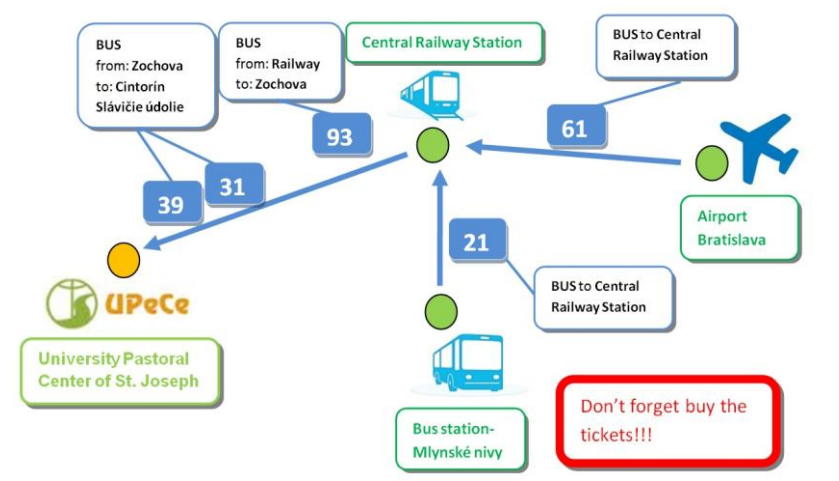 BUS
from: Zochova
to: Cintorín
Slávičie údolie
BUS
from: Railway
to: Zochova
Central Railway Station
BUS to Central
Railway Station
93
61
39
31
21
Airport
Bratislava
BUS to Central
Railway Station
UPeCe
University Pastoral
Center of St. Joseph
Bus station-
Mlynské nivy
Don't forget buy the
tickets!!!